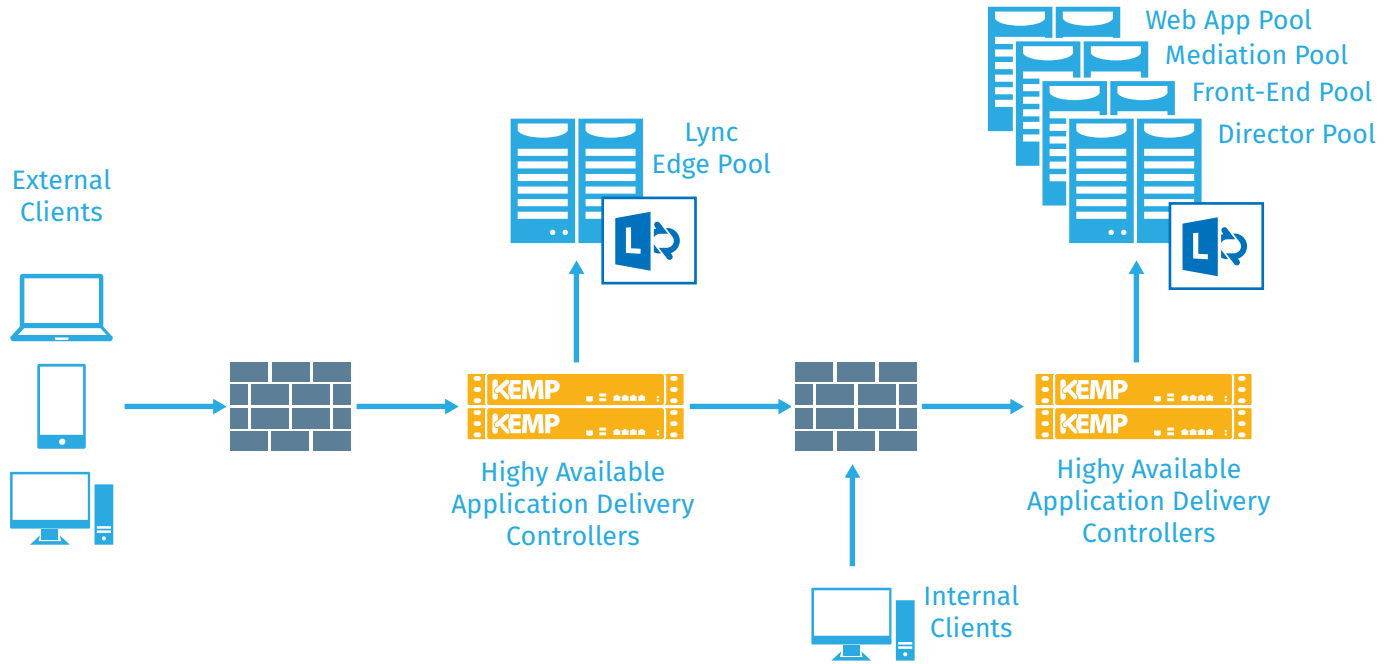 Web App Pool
Mediation Pool
Front-End Pool
Director Pool
Lync
Edge Pool
L
L
External
Clients
KEMP
KEMP
KEMP
KEMP
Highy Available
Application Delivery
Controllers
Highy Available
Application Delivery
Controllers
Internal
Clients